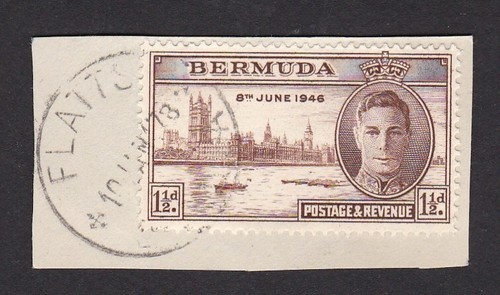 BERMUDA
8TH JUNE 1946
1½d.
1½d.
POSTAGE & REVENUE
FLATTS